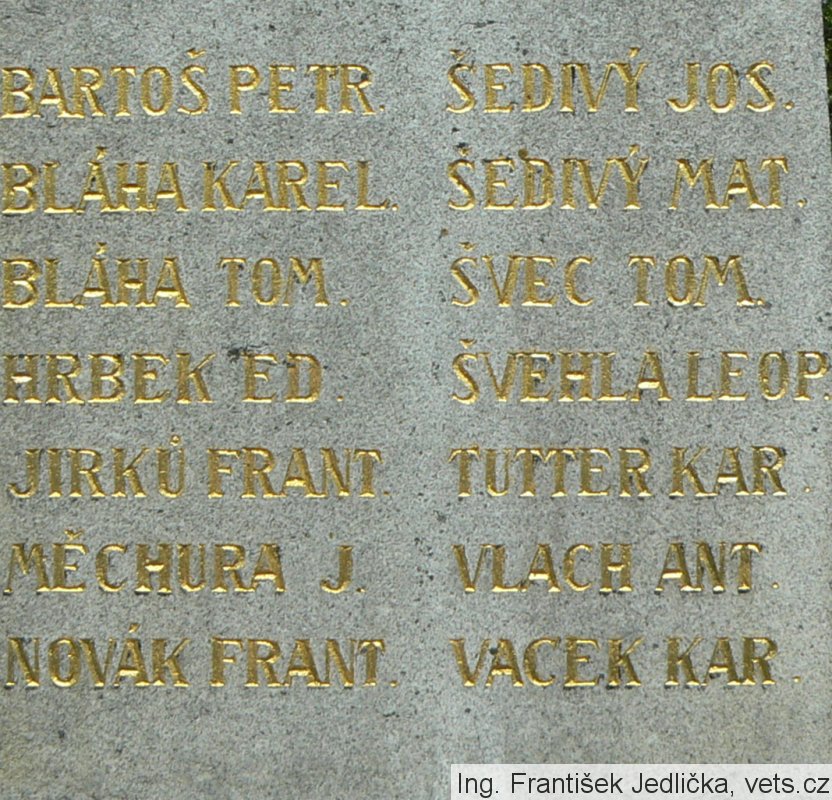 BARTOŠ PETR.
BLÁHA KAREL.
BLÁHA TOM.
HRBEK ED.
JIRKŮ FRANT.
MĚCHURA J.
NOVÁK FRANT.
ŠEDIVÝ JOS.
ŠEDIVÝ MAT.
ŠVEC TOM.
ŠVEHLA LEOP.
TUTTER KAR.
VLACH ANT.
VACEK KAR.
Ing. František Jedlička, vets.cz